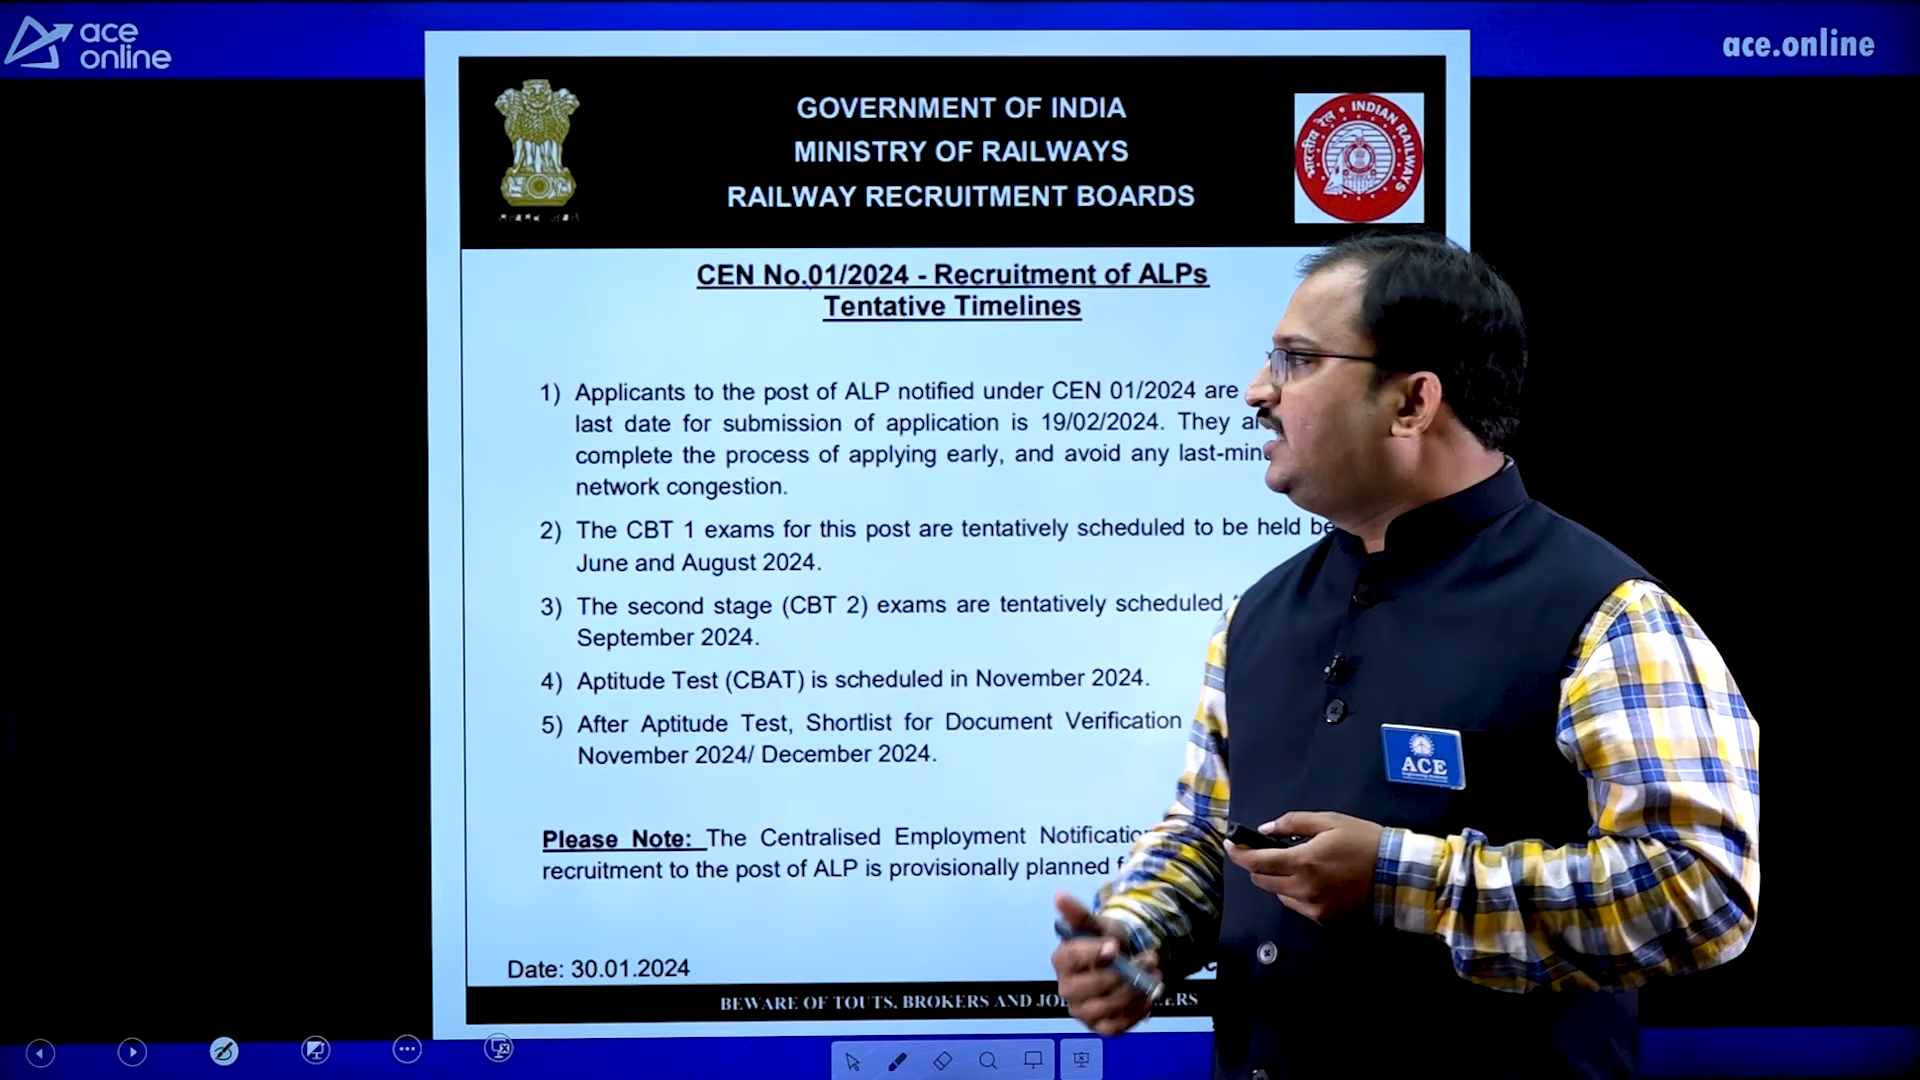 ace
online
ace.online
GOVERNMENT OF INDIA
MINISTRY OF RAILWAYS
RAILWAY RECRUITMENT BOARDS
भारतीय रेल • INDIAN RAILWAYS
CEN No.01/2024 - Recruitment of ALPs
Tentative Timelines
1) Applicants to the post of ALP notified under CEN 01/2024 are
last date for submission of application is 19/02/2024. They
complete the process of applying early, and avoid any
network congestion.
2) The CBT 1 exams for this post are tentatively scheduled to be held
June and August 2024.
3) The second stage (CBT 2) exams are tentatively scheduled
September 2024.
4) Aptitude Test (CBAT) is scheduled in November 2024.
5) After Aptitude Test, Shortlist for Document Verification
November 2024/ December 2024.
Please Note: The Centralised Employment
recruitment to the post of ALP is provisionally planned
Date: 30.01.2024
BEWARE OF TOUTS, BROKERS AND
ACE